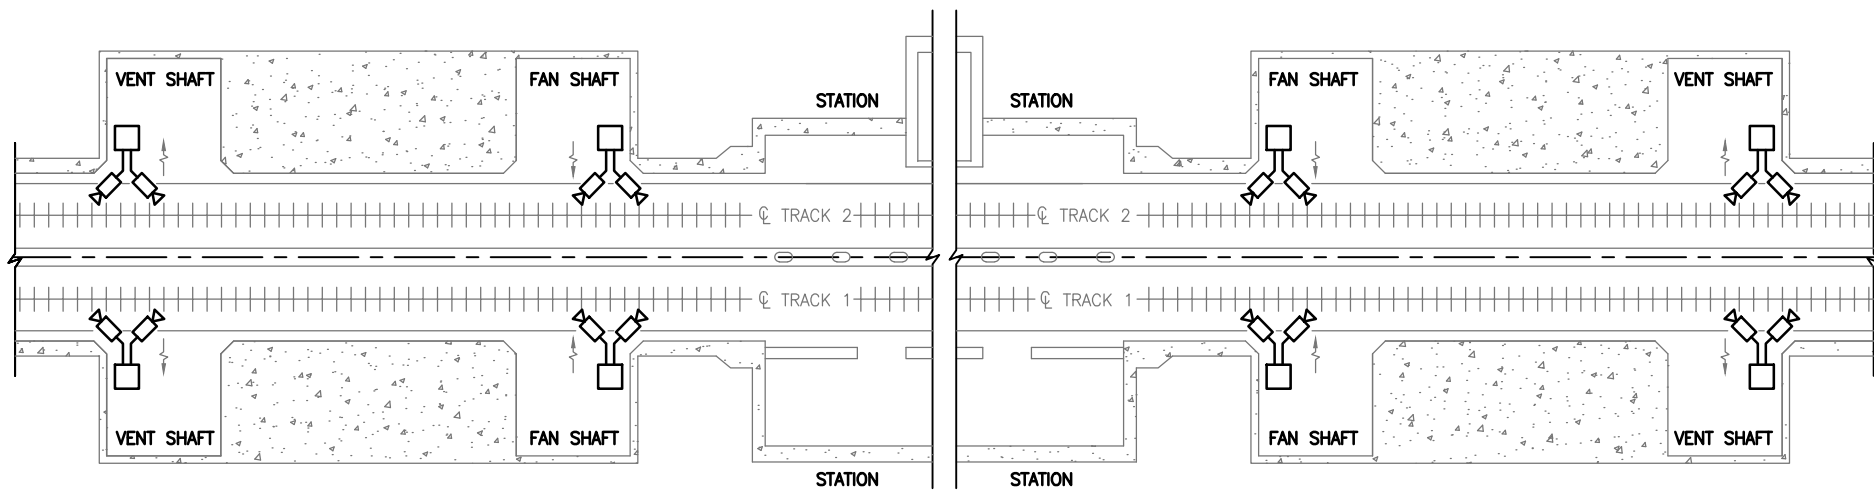 VENT SHAFT
FAN SHAFT
FAN SHAFT
VENT SHAFT
STATION
STATION
℄ TRACK 2
℄ TRACK 2
℄ TRACK 1
℄ TRACK 1
VENT SHAFT
FAN SHAFT
FAN SHAFT
VENT SHAFT
STATION
STATION